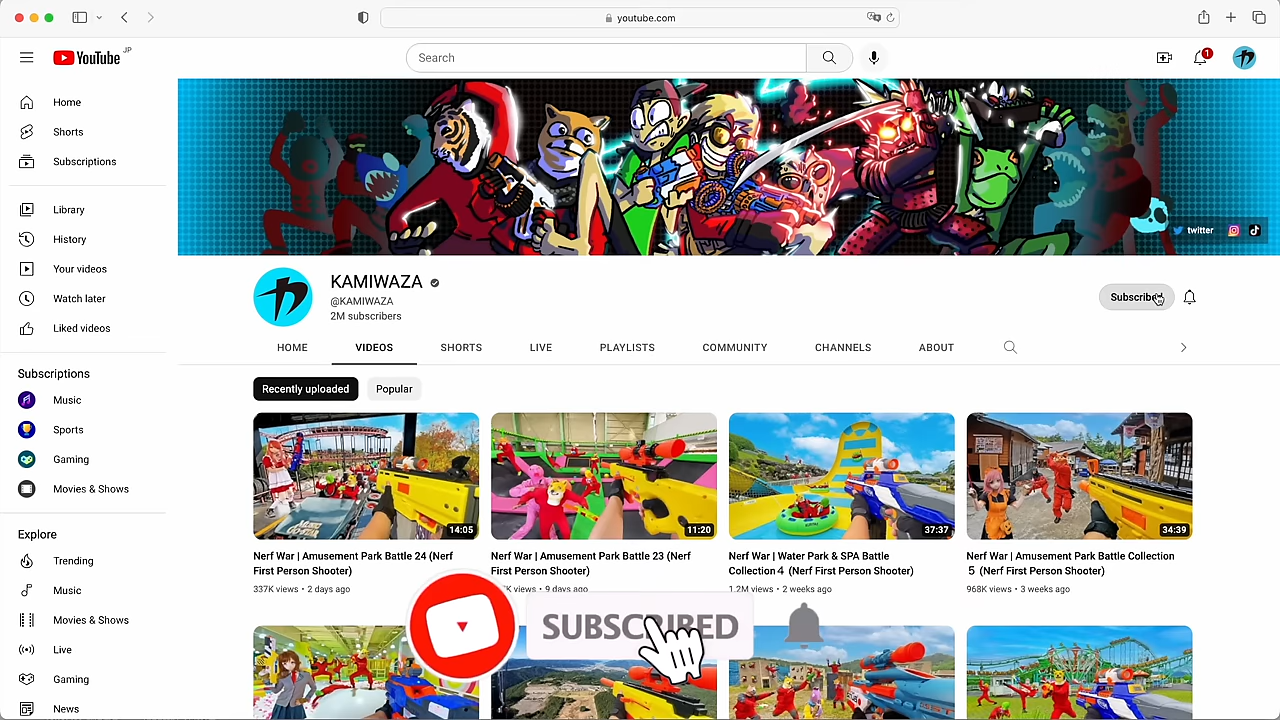 youtube.com
YouTube JP
Search
1
Home
Shorts
Subscriptions
Library
History
Your videos
Watch later
Liked videos
Subscriptions
Music
Sports
Gaming
Movies & Shows
Explore
Trending
Music
Movies & Shows
Live
Gaming
News
twitter
KAMIWAZA
@KAMIWAZA
2M subscribers
Subscribed
HOME VIDEOS SHORTS LIVE PLAYLISTS COMMUNITY CHANNELS ABOUT
Recently uploaded Popular
14:05
Nerf War | Amusement Park Battle 24 (Nerf
First Person Shooter)
337K views • 2 days ago
11:20
Nerf War | Amusement Park Battle 23 (Nerf
First Person Shooter)
views • 9 days ago
37:37
Nerf War | Water Park & SPA Battle
Collection 4 (Nerf First Person Shooter)
1.2M views • 2 weeks ago
34:39
Nerf War | Amusement Park Battle Collection
5 (Nerf First Person Shooter)
968K views • 3 weeks ago
SUBSCRIBED